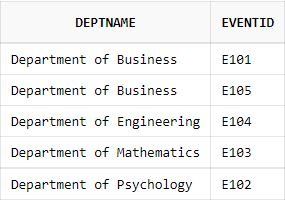 DEPTNAME EVENTID
Department of Business E101
Department of Business E105
Department of Engineering E104
Department of Mathematics E103
Department of Psychology E102